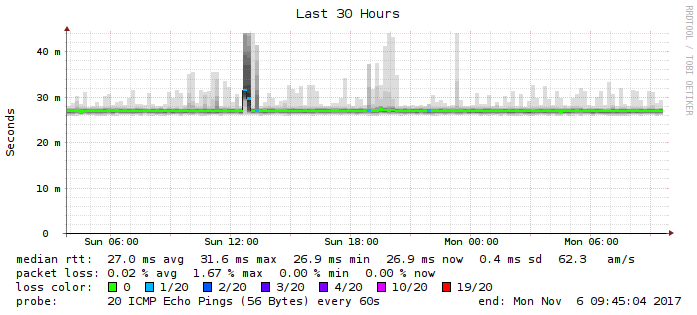 Last 30 Hours
RRDTOOL / TOBI OETIKER
Seconds
40 m
30 m
20 m
10 m
0
Sun 06:00 Sun 12:00 Sun 18:00 Mon 00:00 Mon 06:00
median rtt: 27.0 ms avg 31.6 ms max 26.9 ms min 26.9 ms now 0.4 ms sd 62.3 am/s
packet loss: 0.02 % avg 1.67 % max 0.00 % min 0.00 % now
loss color: 0 1/20 2/20 3/20 4/20 10/20 19/20
probe: 20 ICMP Echo Pings (56 Bytes) every 60s end: Mon Nov 6 09:45:04 2017